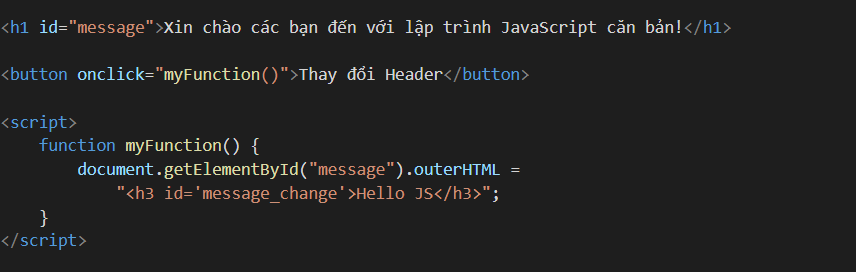 <h1 id="message">Xin chào các bạn đến với lập trình JavaScript căn bản!</h1>
<button onclick="myFunction()">Thay đổi Header</button>
<script>
function myFunction() {
document.getElementById("message").outerHTML =
"<h3 id='message_change'>Hello JS</h3>";
}
</script>